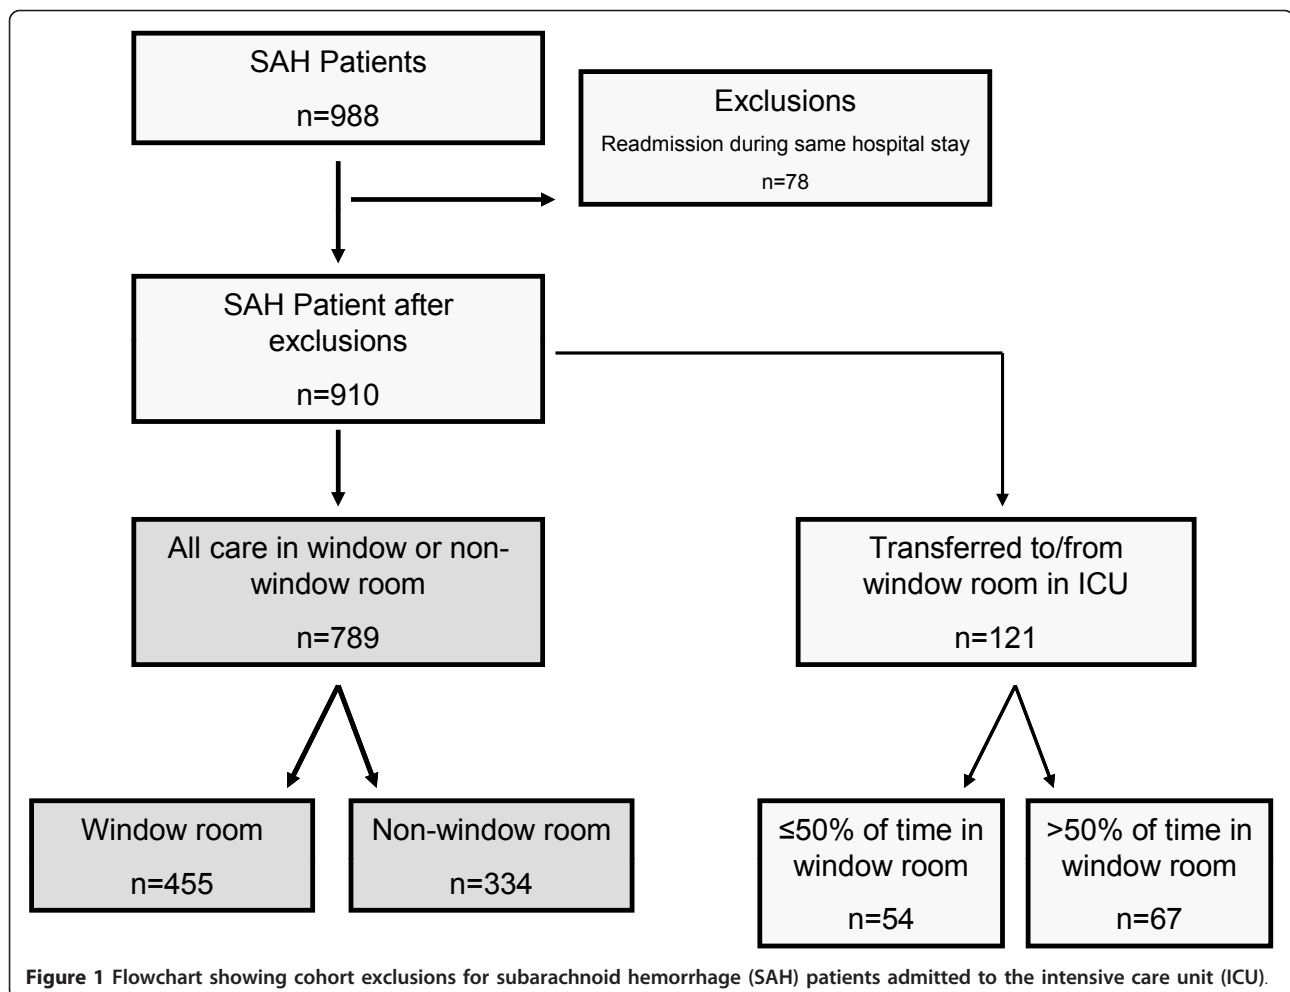 SAH Patients
n=988
Exclusions
Readmission during same hospital stay
n=78
SAH Patient after
exclusions
n=910
All care in window or non-
window room
n=789
Transferred to/from
window room in ICU
n=121
Window room
n=455
Non-window room
n=334
≤50% of time in
window room
n=54
>50% of time in
window room
n=67
Figure 1 Flowchart showing cohort exclusions for subarachnoid hemorrhage (SAH) patients admitted to the intensive care unit (ICU).